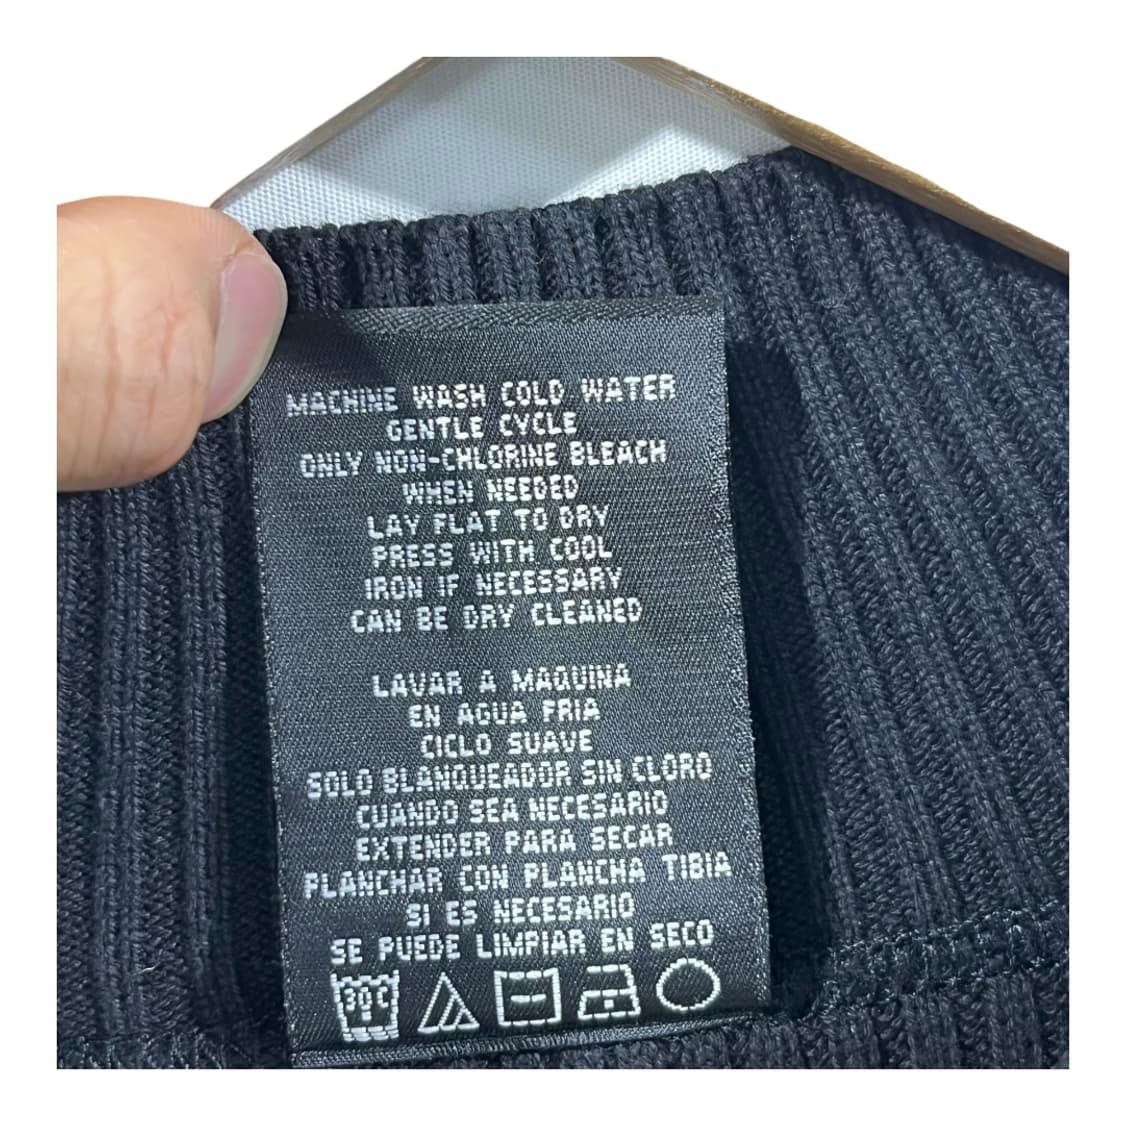 MACHINE WASH COLD WATER
GENTLE CYCLE
ONLY NON-CHLORINE BLEACH
WHEN NEEDED
LAY FLAT TO DRY
PRESS WITH COOL
IRON IF NECESSARY
CAN BE DRY CLEANED
LAVAR A MAQUINA
EN AGUA FRIA
CICLO SUAVE
SOLO BLANQUEADOR SIN CLORO
CUANDO SEA NECESARIO
EXTENDER PARA SECAR
PLANCHAR CON PLANCHA TIBIA
SI ES NECESARIO
SE PUEDE LIMPIAR EN SECO
30C